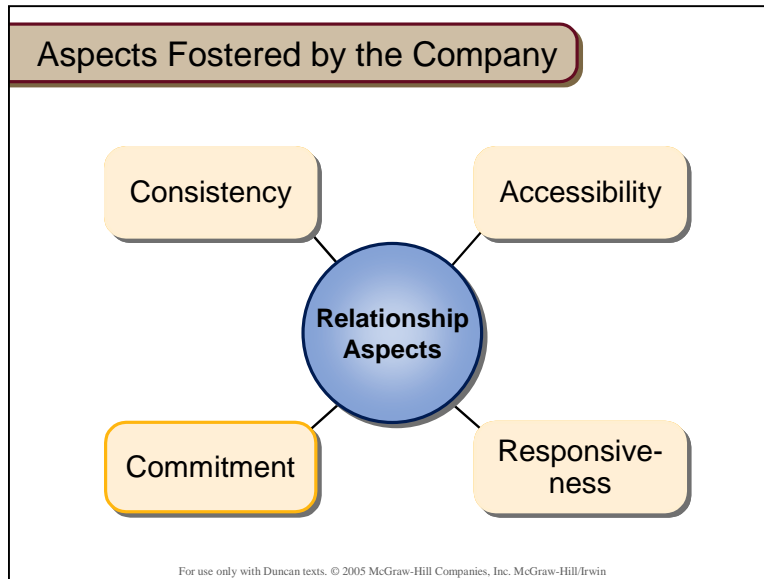 Aspects Fostered by the Company
Consistency
Accessibility
Relationship
Aspects
Commitment
Responsive-
ness
For use only with Duncan texts. © 2005 McGraw-Hill Companies, Inc. McGraw-Hill/Irwin